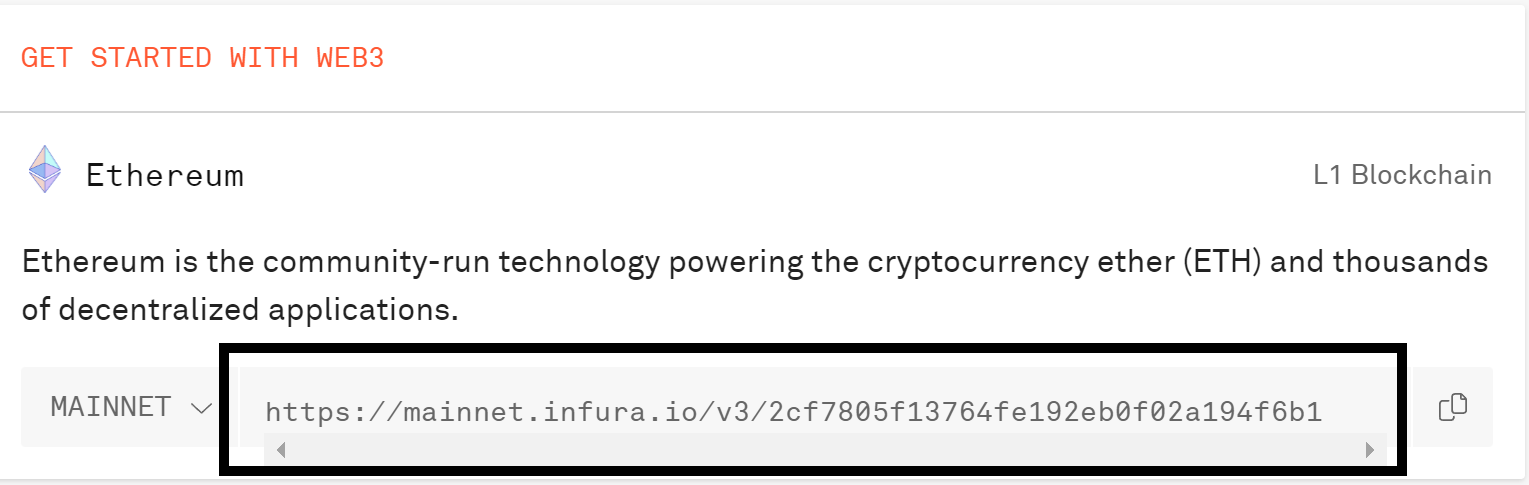 GET STARTED WITH WEB3
Ethereum
L1 Blockchain
Ethereum is the community-run technology powering the cryptocurrency ether (ETH) and thousands
of decentralized applications.
MAINNET
https://mainnet.infura.io/v3/2cf7805f13764fe192eb0f02a194f6b1